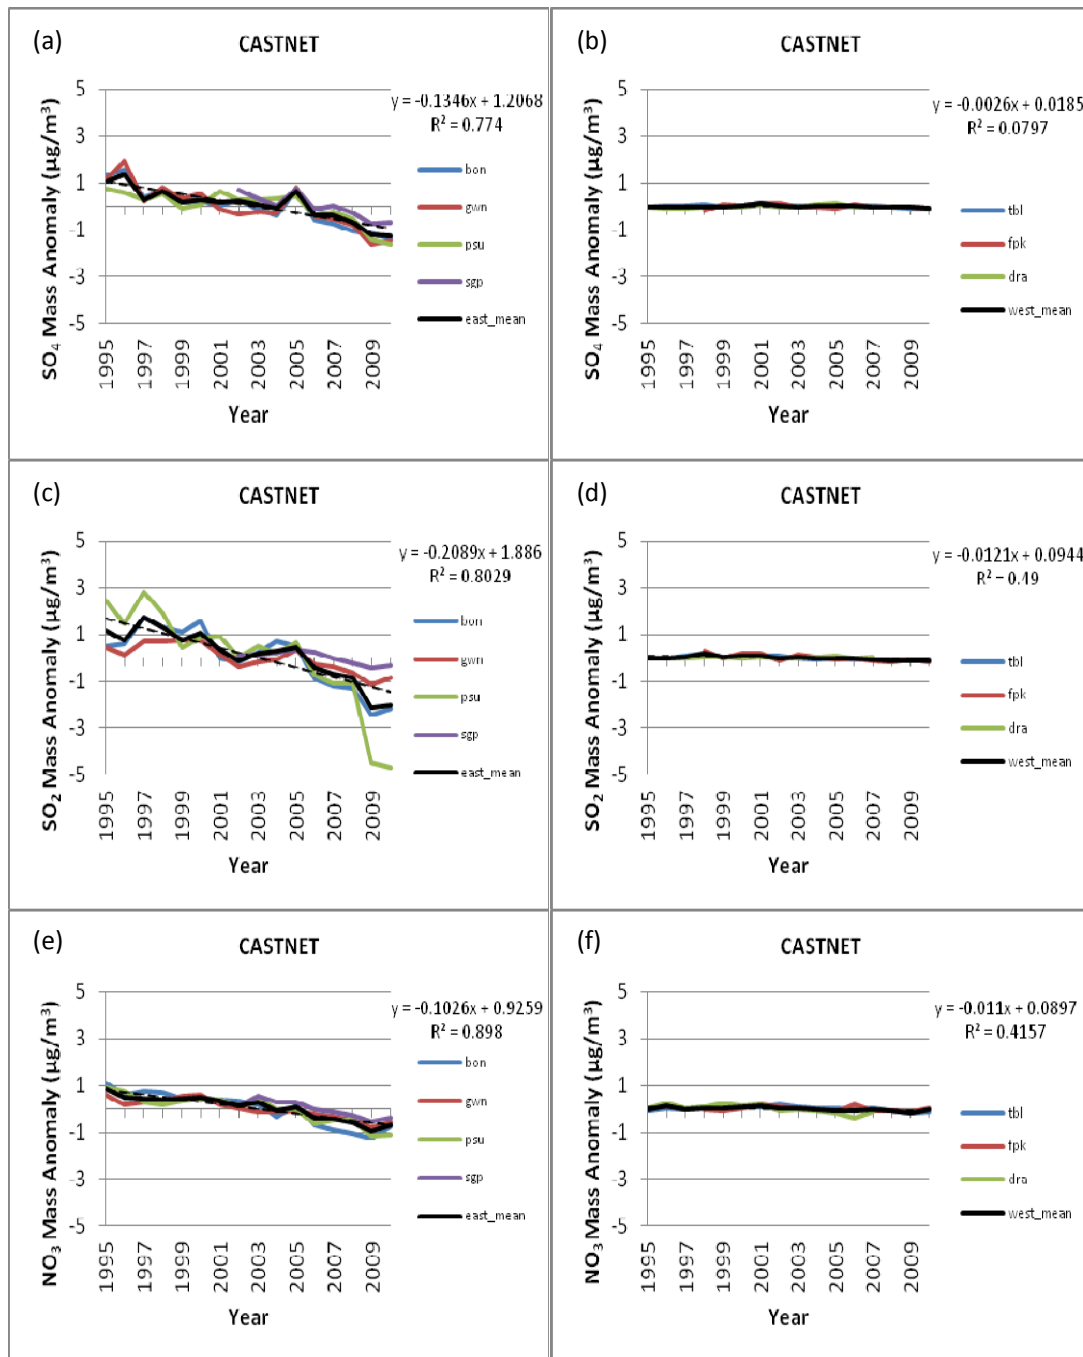 (a)
CASTNET
y = -0.1346x + 1.2068
R² = 0.774
SO₄ Mass Anomaly (µg/m³)
5
3
1
-1
-3
-5
1995
1997
1999
2001
2003
2005
2007
2009
Year
bon
gwn
psu
sgp
east_mean
(b)
CASTNET
y = -0.0026x + 0.0185
R² = 0.0797
SO₄ Mass Anomaly (µg/m³)
5
3
1
-1
-3
-5
1995
1997
1999
2001
2003
2005
2007
2009
Year
tbl
fpk
dra
west_mean
(c)
CASTNET
y = -0.2089x + 1.886
R² = 0.8029
SO₂ Mass Anomaly (µg/m³)
5
3
1
-1
-3
-5
1995
1997
1999
2001
2003
2005
2007
2009
Year
bon
gwn
psu
sgp
east_mean
(d)
CASTNET
y = -0.0121x + 0.0944
R² = 0.49
SO₂ Mass Anomaly (µg/m³)
5
3
1
-1
-3
-5
1995
1997
1999
2001
2003
2005
2007
2009
Year
tbl
fpk
dra
west_mean
(e)
CASTNET
y = -0.1026x + 0.9259
R² = 0.898
NO₃ Mass Anomaly (µg/m³)
5
3
1
-1
-3
-5
1995
1997
1999
2001
2003
2005
2007
2009
Year
bon
gwn
psu
sgp
east_mean
(f)
CASTNET
y = -0.011x + 0.0897
R² = 0.4157
NO₃ Mass Anomaly (µg/m³)
5
3
1
-1
-3
-5
1995
1997
1999
2001
2003
2005
2007
2009
Year
tbl
fpk
dra
west_mean